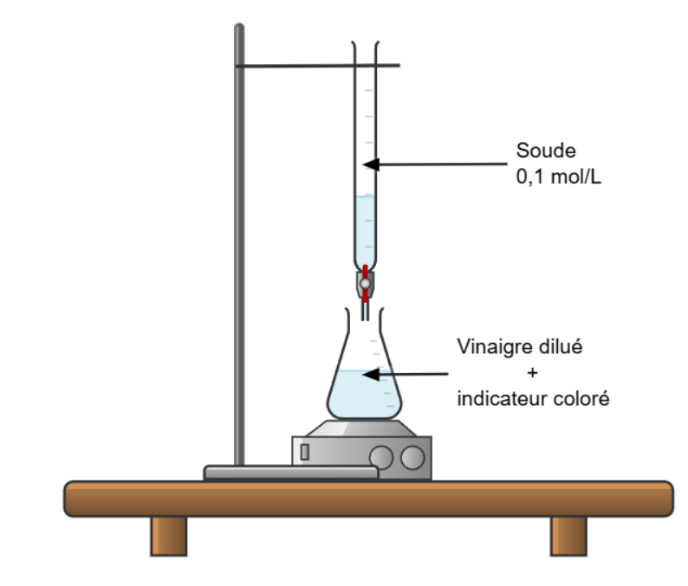 Soude
0,1 mol/L
Vinaigre dilué
+
indicateur coloré